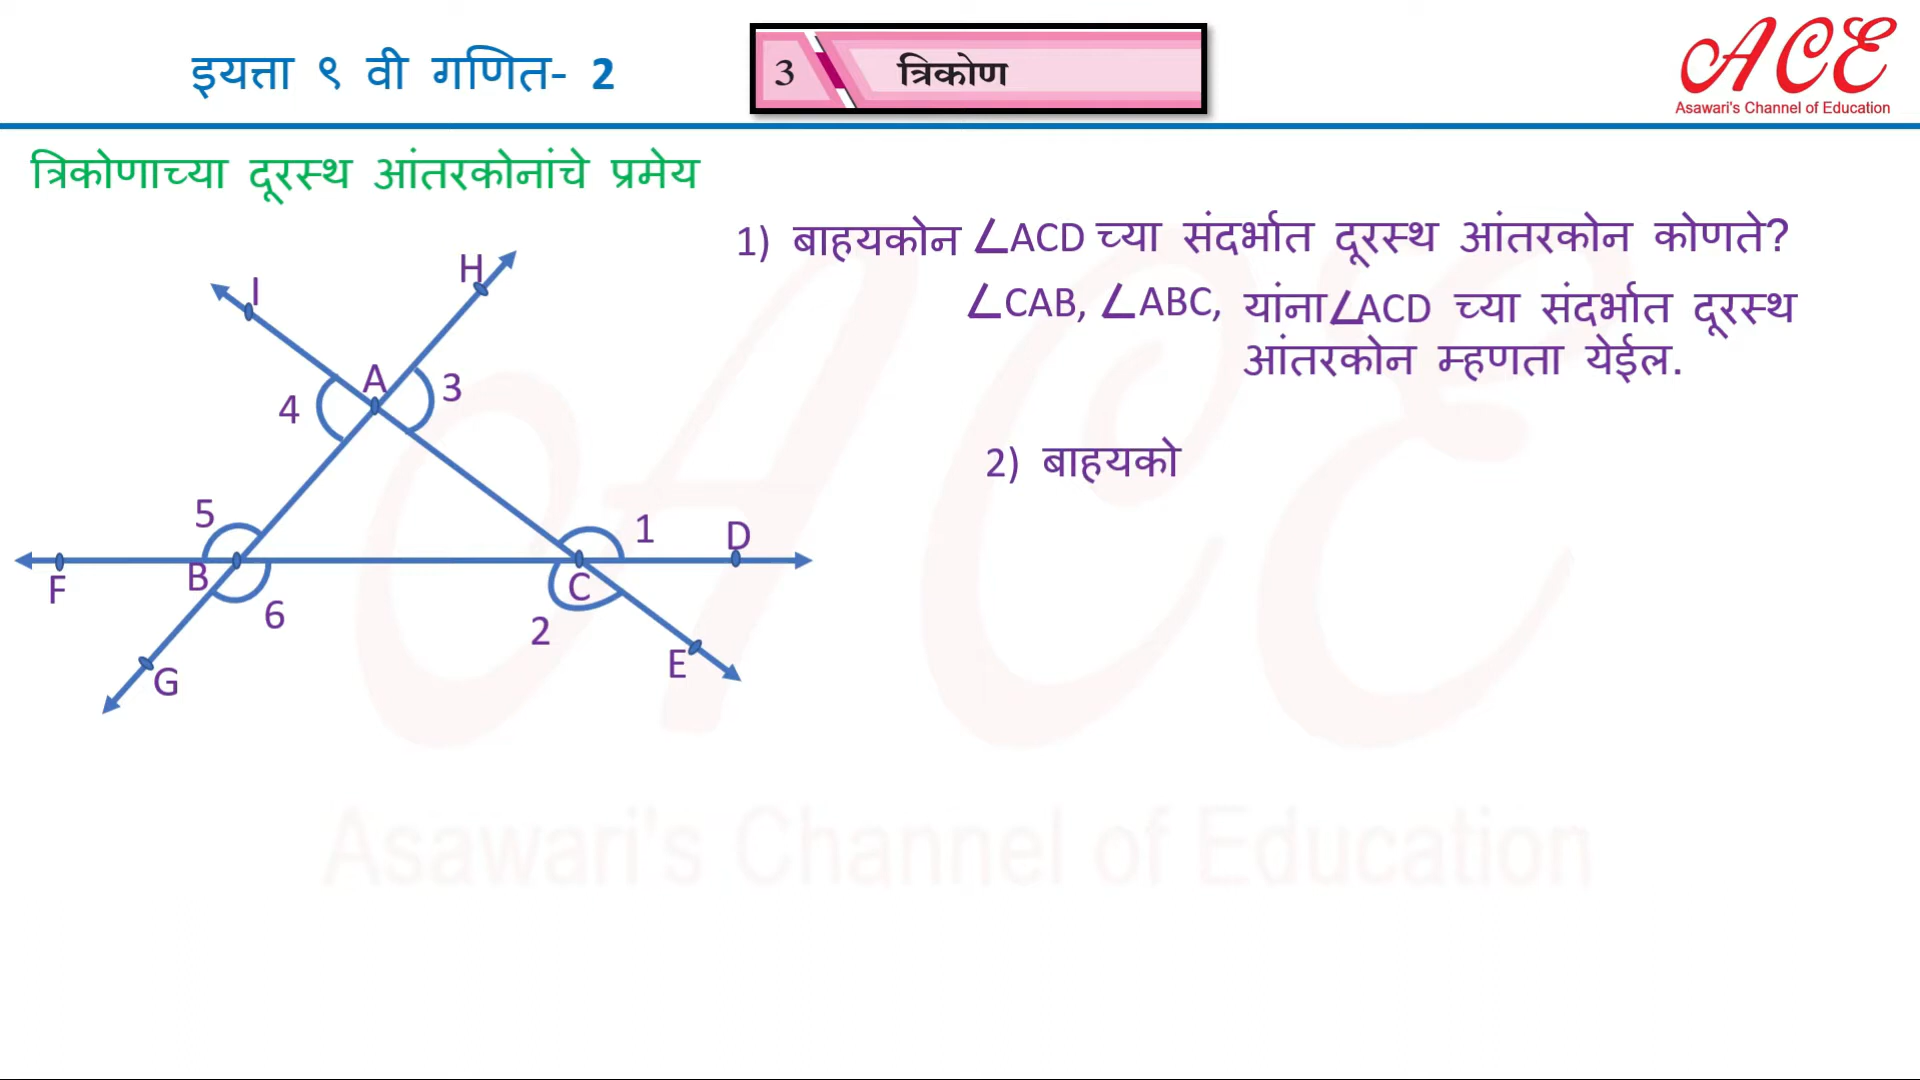 इयत्ता ९ वी गणित- 2
3 त्रिकोण
ACE
Asawari's Channel of Education
त्रिकोणाच्या दूरस्थ आंतरकोनांचे प्रमेय
1) बाहयकोन ∠ACD च्या संदर्भात दूरस्थ आंतरकोन कोणते?
∠CAB, ∠ABC, यांना∠ACD च्या संदर्भात दूरस्थ
आंतरकोन म्हणता येईल.
2) बाहयको
H
I
A
3
4
5
1
D
F
B
C
6
2
E
G
ACE
Asawari's Channel of Education